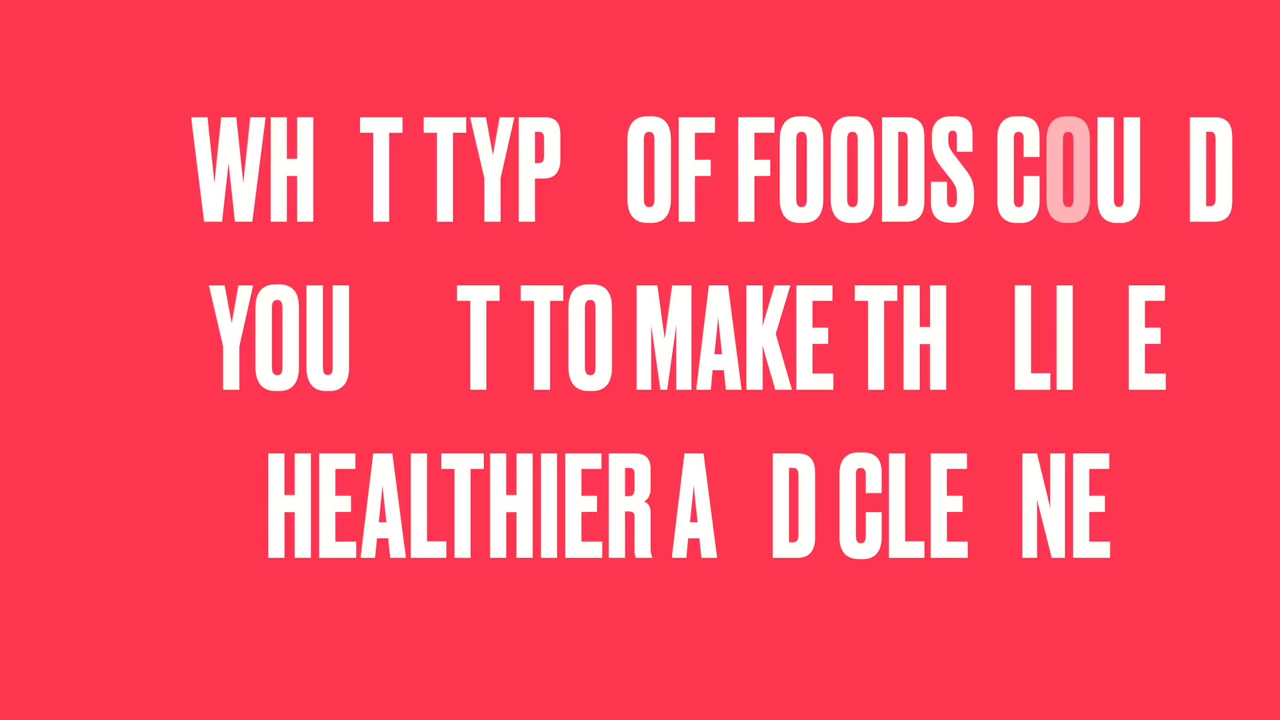 WH T TYP OF FOODS COU D
YOU T TO MAKE TH LI E
HEALTHIER A D CLE NE